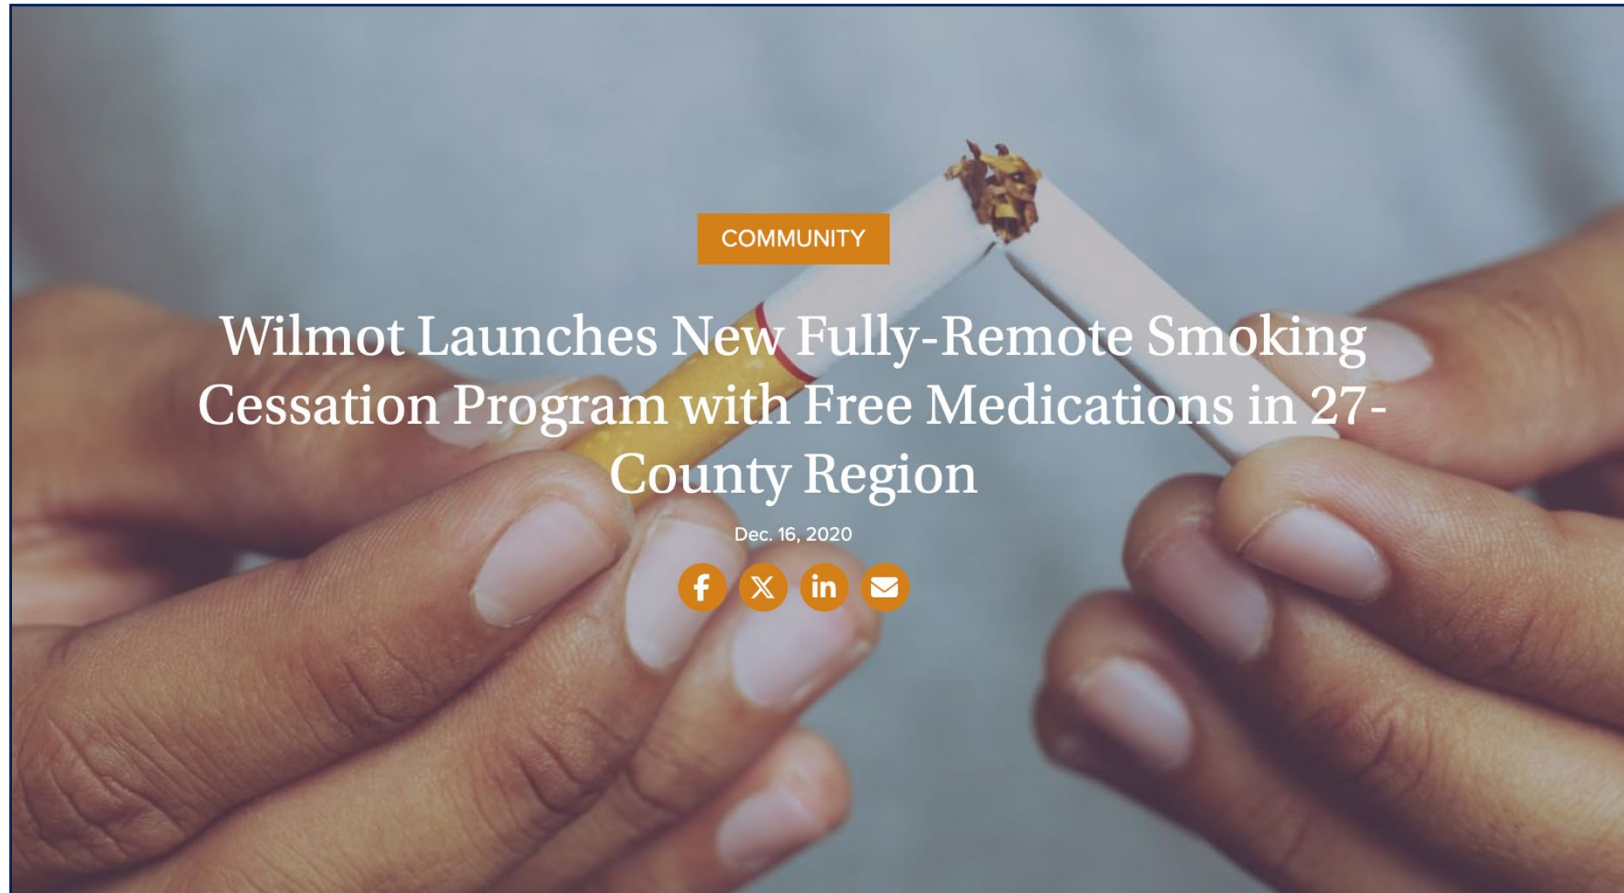 COMMUNITY
Wilmot Launches New Fully-Remote Smoking
Cessation Program with Free Medications in 27-
County Region
Dec. 16, 2020